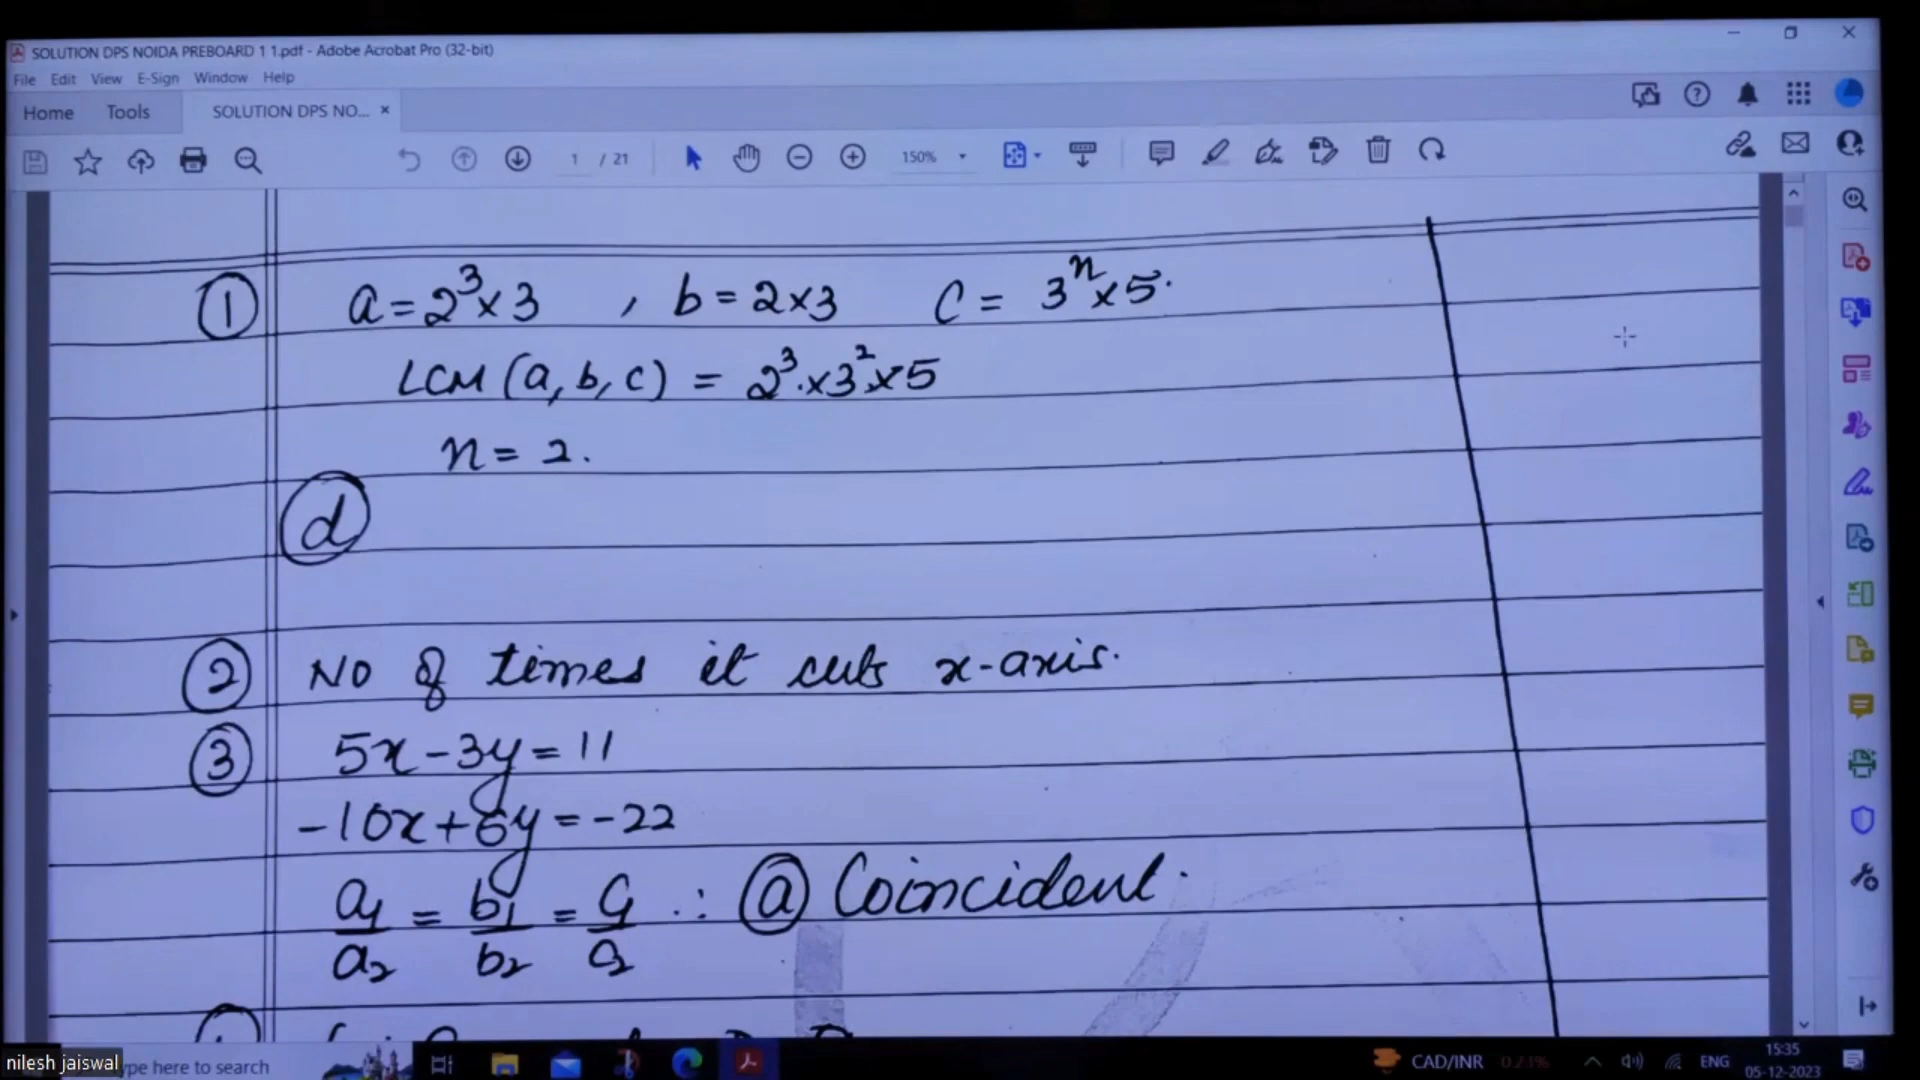 SOLUTION DPS NOIDA PREBOARD 1 1.pdf - Adobe Acrobat Pro (32-bit)
File Edit View E-Sign Window Help
Home Tools SOLUTION DPS NO... ×
1 / 21 150%
① a = 2³ × 3 , b = 2 × 3 C = 3ⁿ × 5.
LCM (a, b, c) = 2³ × 3² × 5
n = 2.
ⓓ
② NO of times it cuts x-axis.
③ 5x - 3y = 11
-10x + 6y = -22
a₁/a₂ = b₁/b₂ = c₁/c₂ ∴ ⓐ Coincident.
nilesh jaiswal
ype here to search
CAD/INR 0.23%
ENG
15:35
05-12-2023